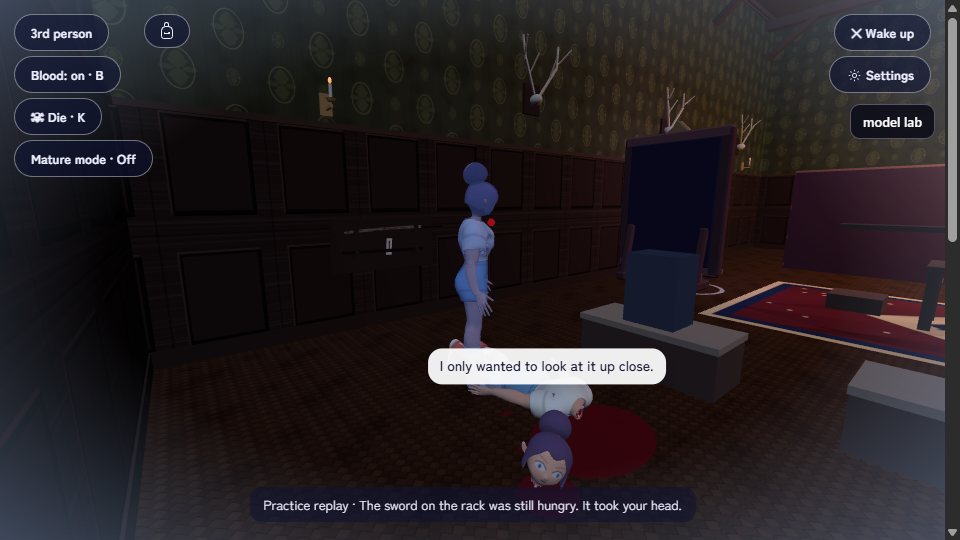 3rd person
Blood: on · B
☠ Die · K
Mature mode · Off
✕ Wake up
Settings
model lab
I only wanted to look at it up close.
Practice replay · The sword on the rack was still hungry. It took your head.